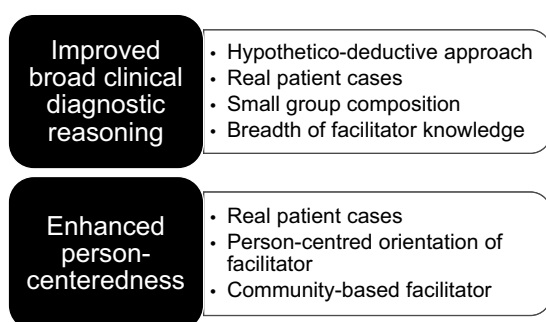 Improved
broad clinical
diagnostic
reasoning
• Hypothetico-deductive approach
• Real patient cases
• Small group composition
• Breadth of facilitator knowledge
Enhanced
person-
centeredness
• Real patient cases
• Person-centred orientation of
facilitator
• Community-based facilitator